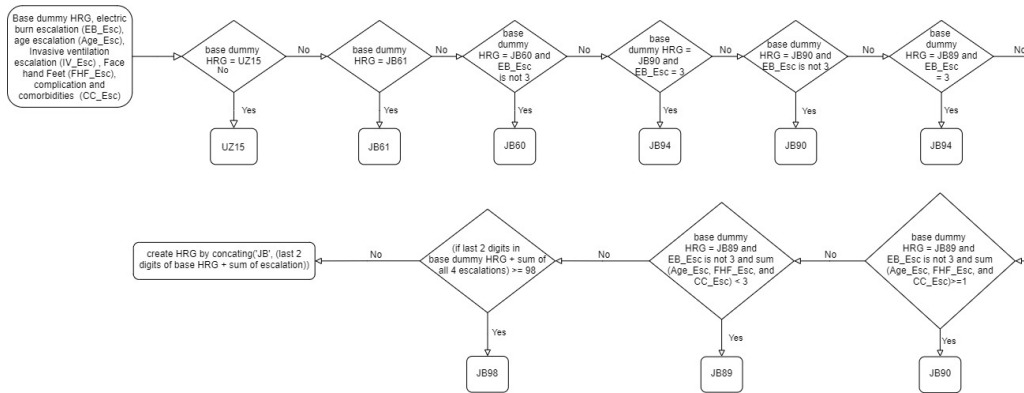 Base dummy HRG, electric
burn escalation (EB_Esc),
age escalation (Age_Esc),
Invasive ventilation
escalation (IV_Esc) , Face
hand Feet (FHF_Esc),
complication and
comorbidities (CC_Esc)
base dummy
HRG = UZ15
No
No
base dummy
HRG = JB61
No
base
dummy
HRG = JB60 and
EB_Esc
is not 3
No
base
dummy HRG =
JB90 and
EB_Esc = 3
No
base dummy
HRG = JB90 and
EB_Esc is not 3
No
base
dummy
HRG = JB89 and
EB_Esc
= 3
No
Yes
Yes
Yes
Yes
Yes
Yes
UZ15
JB61
JB60
JB94
JB90
JB94
create HRG by concating('JB', (last 2
digits of base HRG + sum of escalation))
No
(if last 2 digits in
base dummy HRG + sum of
all 4 escalations) >= 98
No
base dummy
HRG = JB89 and
EB_Esc is not 3 and sum
(Age_Esc, FHF_Esc, and
CC_Esc) < 3
No
base dummy
HRG = JB89 and
EB_Esc is not 3 and sum
(Age_Esc, FHF_Esc, and
CC_Esc)>=1
Yes
Yes
Yes
JB98
JB89
JB90